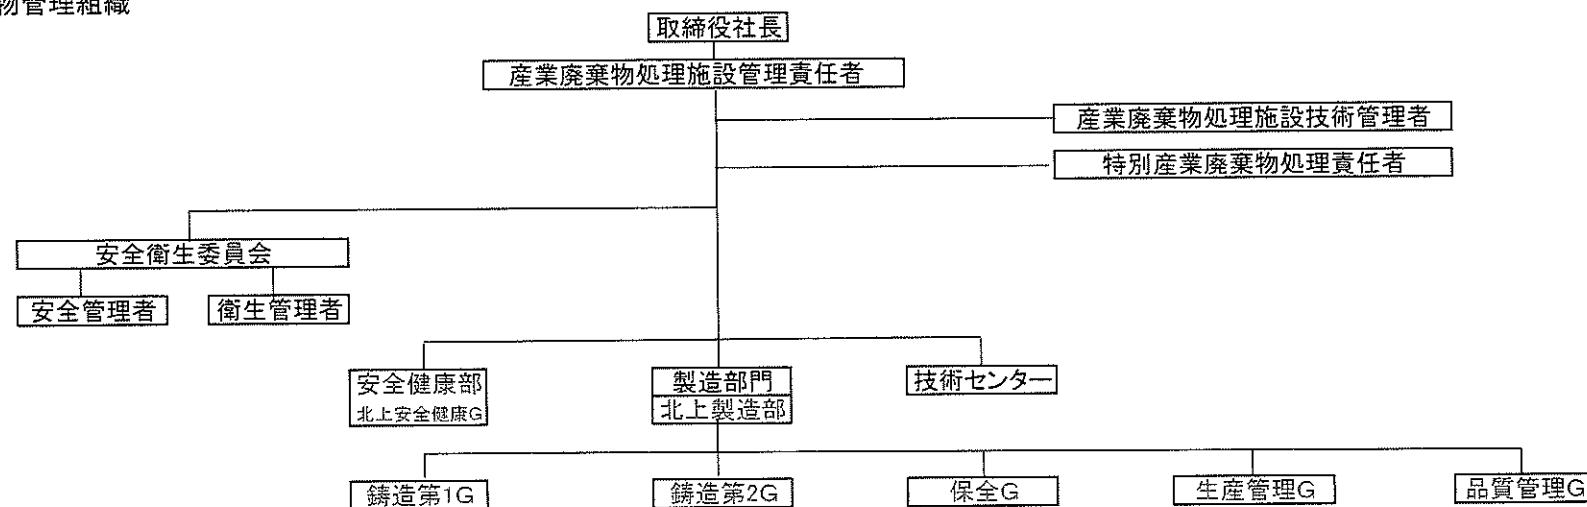 物管理組織
取締役社長
産業廃棄物処理施設管理責任者
産業廃棄物処理施設技術管理者
特別産業廃棄物処理責任者
安全衛生委員会
安全管理者
衛生管理者
安全健康部
北上安全健康G
製造部門
北上製造部
技術センター
鋳造第1G
鋳造第2G
保全G
生産管理G
品質管理G